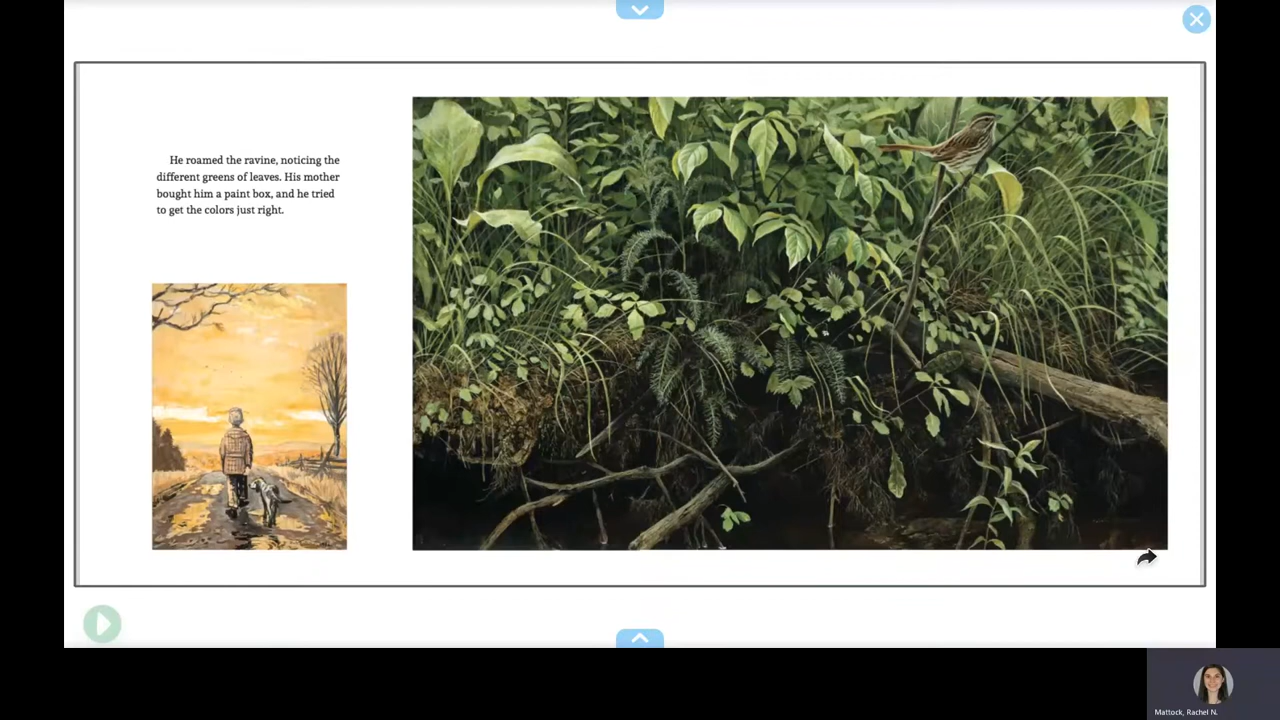 He roamed the ravine, noticing the
different greens of leaves. His mother
bought him a paint box, and he tried
to get the colors just right.
Mattock, Rachel N.